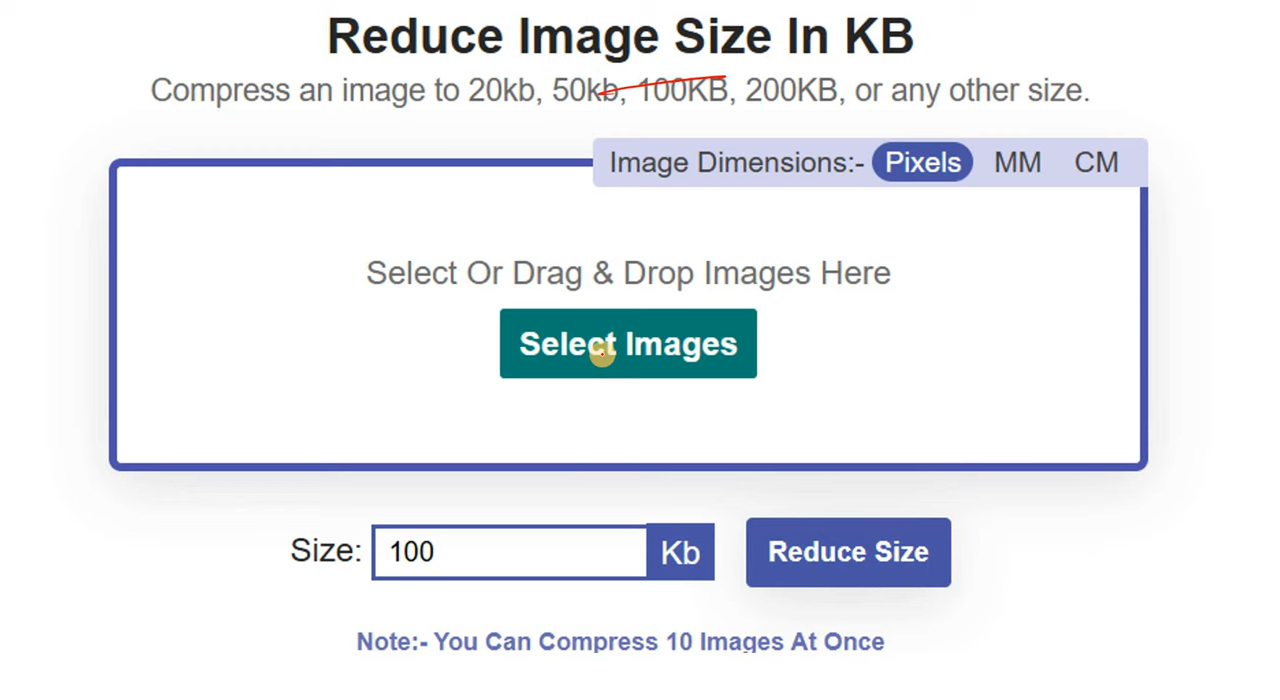 Reduce Image Size In KB
Compress an image to 20kb, 50kb, 100KB, 200KB, or any other size.
Image Dimensions:- Pixels MM CM
Select Or Drag & Drop Images Here
Select Images
Size: 100 Kb Reduce Size
Note:- You Can Compress 10 Images At Once